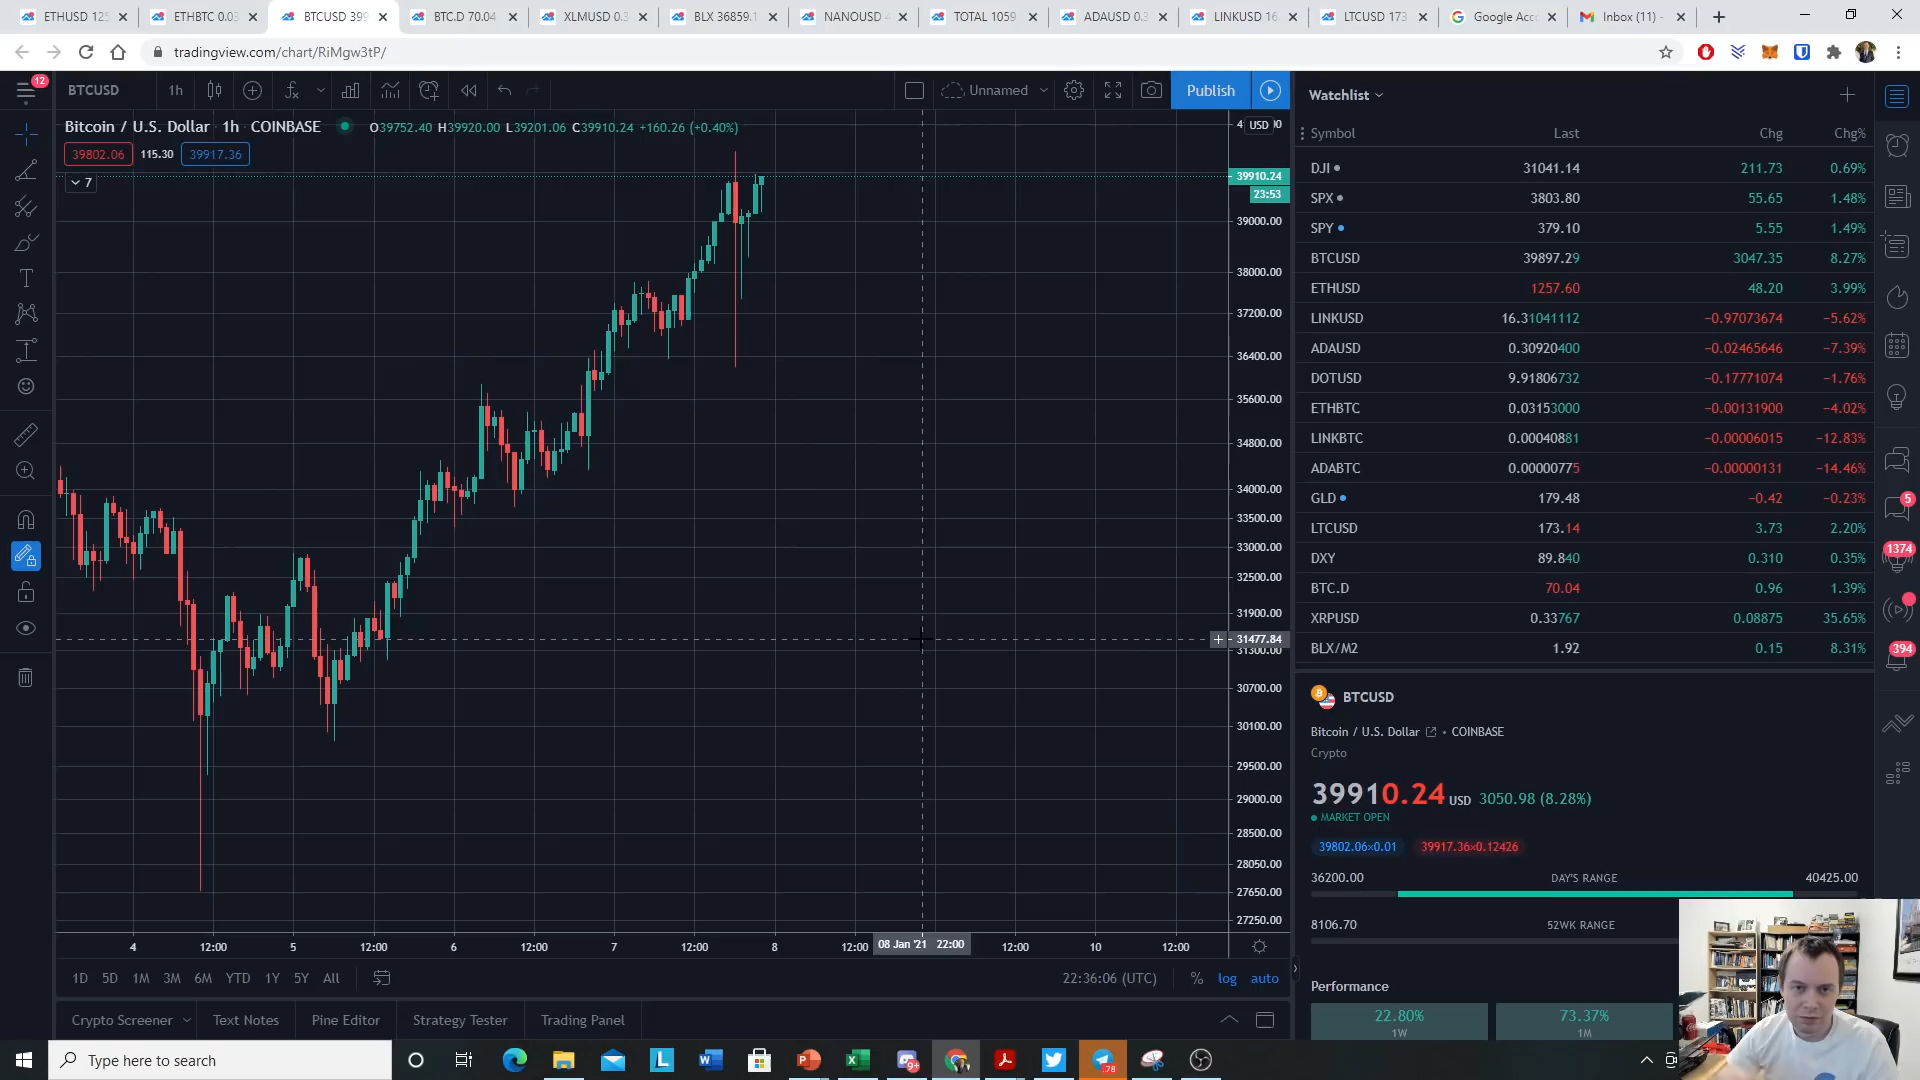 ETHUSD 125
ETHBTC 0.03
BTCUSD 399
BTC.D 70.04
XLMUSD 0.3
BLX 36859.1
NANOUSD 4
TOTAL 1059
ADAUSD 0.3
LINKUSD 16
LTCUSD 173
Google Acc
Inbox (11) -
tradingview.com/chart/RiMgw3tP/
12
BTCUSD
1h
Unnamed
Publish
Bitcoin / U.S. Dollar 1h COINBASE
O39752.40 H39920.00 L39201.06 C39910.24 +160.26 (+0.40%)
39802.06 115.30 39917.36
7
USD
39910.24
23:53
39000.00
38000.00
37200.00
36400.00
35600.00
34800.00
34000.00
33500.00
33000.00
32500.00
31900.00
31477.84
31300.00
30700.00
30100.00
29500.00
29000.00
28500.00
28050.00
27650.00
27250.00
4 12:00 5 12:00 6 12:00 7 12:00 8 12:00 08 Jan '21 22:00 12:00 10 12:00
1D 5D 1M 3M 6M YTD 1Y 5Y All
22:36:06 (UTC) % log auto
Crypto Screener Text Notes Pine Editor Strategy Tester Trading Panel
Watchlist
Symbol Last Chg Chg%
DJI 31041.14 211.73 0.69%
SPX 3803.80 55.65 1.48%
SPY 379.10 5.55 1.49%
BTCUSD 39897.29 3047.35 8.27%
ETHUSD 1257.60 48.20 3.99%
LINKUSD 16.31041112 −0.97073674 −5.62%
ADAUSD 0.30920400 −0.02465646 −7.39%
DOTUSD 9.91806732 −0.17771074 −1.76%
ETHBTC 0.03153000 −0.00131900 −4.02%
LINKBTC 0.00040881 −0.00006015 −12.83%
ADABTC 0.00000775 −0.00000131 −14.46%
GLD 179.48 −0.42 −0.23%
LTCUSD 173.14 3.73 2.20%
DXY 89.840 0.310 0.35%
BTC.D 70.04 0.96 1.39%
XRPUSD 0.33767 0.08875 35.65%
BLX/M2 1.92 0.15 8.31%
BTCUSD
Bitcoin / U.S. Dollar • COINBASE
Crypto
39910.24 USD 3050.98 (8.28%)
MARKET OPEN
39802.06×0.01 39917.36×0.12426
36200.00 DAY'S RANGE 40425.00
8106.70 52WK RANGE
Performance
22.80% 73.37%
1W 1M
5
1374
394
Type here to search
9+
78